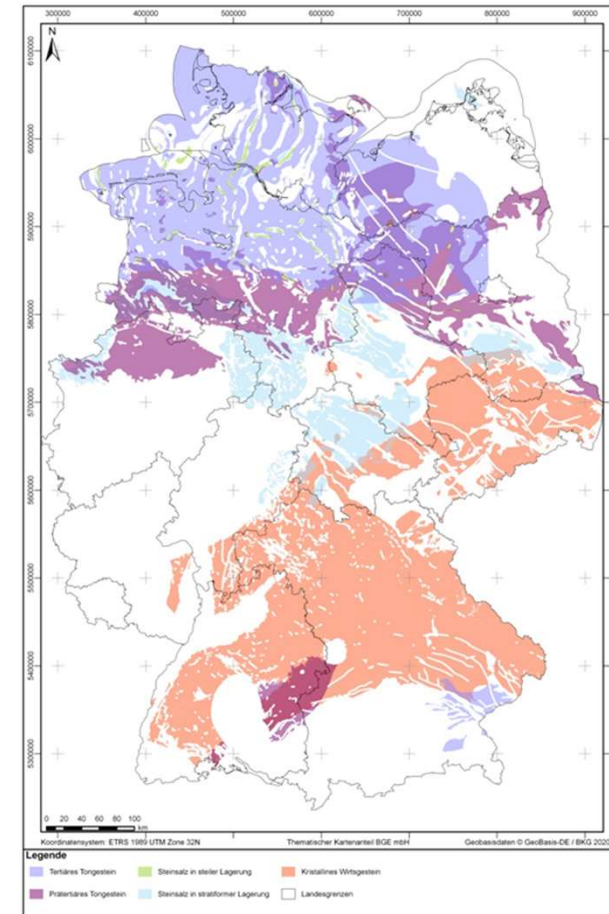 300000 400000 500000 600000 700000 800000 900000
N
6100000
6000000
5900000
5800000
5700000
5600000
5500000
5400000
5300000
0 20 40 60 80 100
km
Koordinatensystem: ETRS 1989 UTM Zone 32N Thematischer Kartenanteil BGE mbH Geobasisdaten © GeoBasis-DE / BKG 2020
Legende
Tertiäres Tongestein Steinsalz in steiler Lagerung Kristallines Wirtsgestein
Prätertiäres Tongestein Steinsalz in stratiformer Lagerung Landesgrenzen